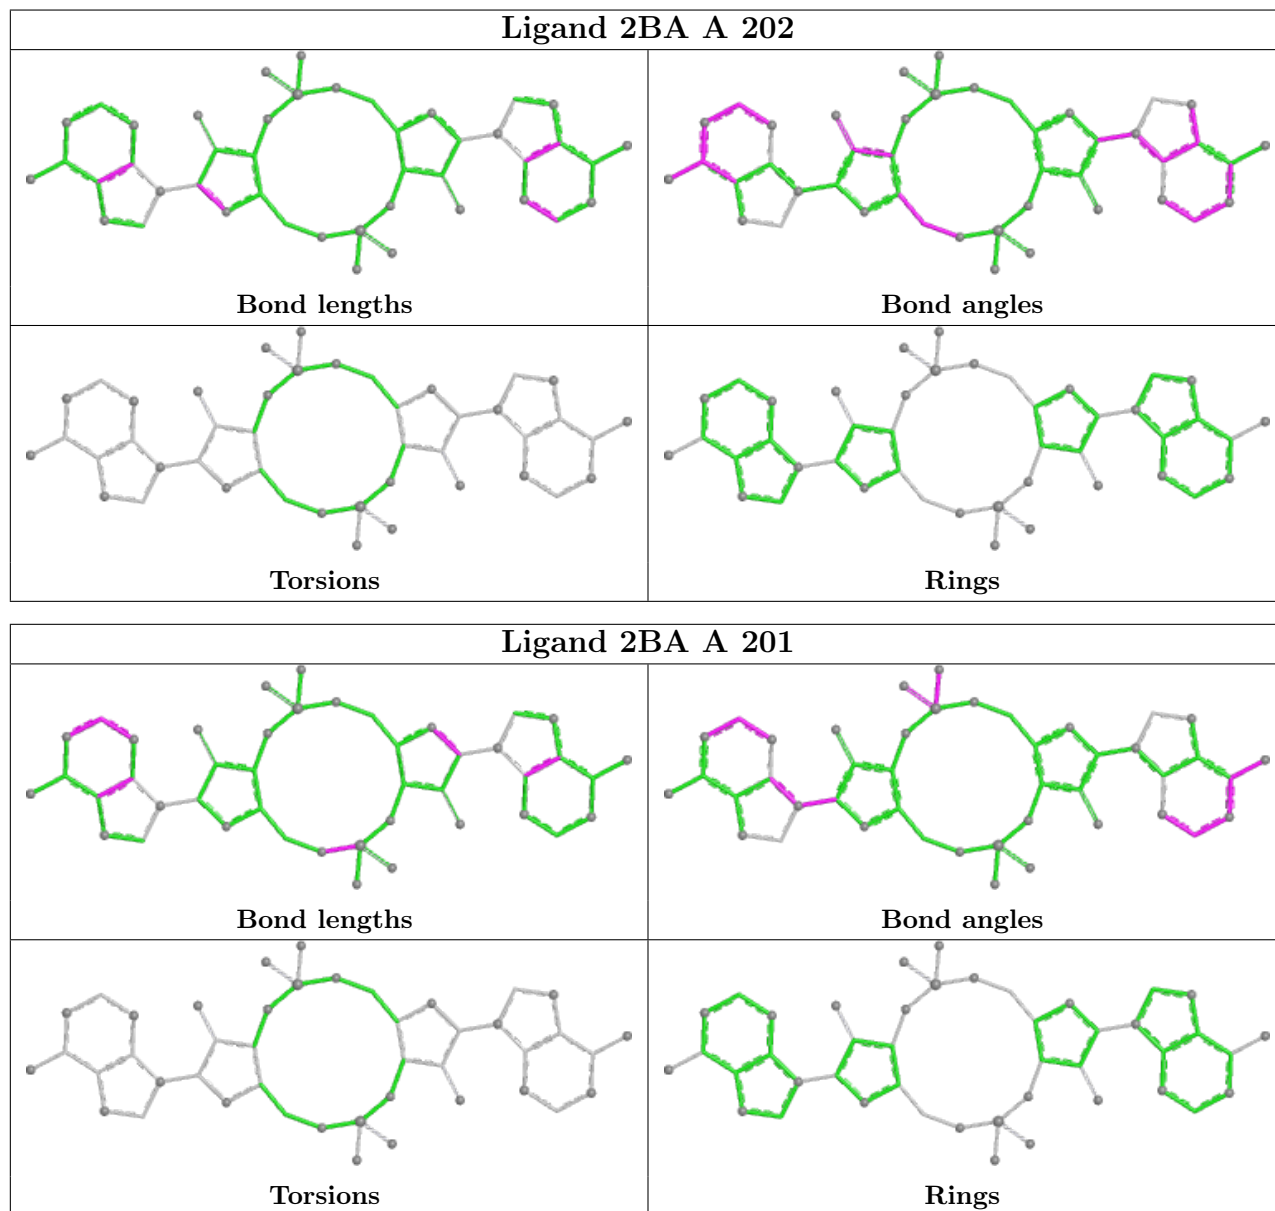 Ligand 2BA A 202
Bond lengths
Bond angles
Torsions
Rings
Ligand 2BA A 201
Bond lengths
Bond angles
Torsions
Rings